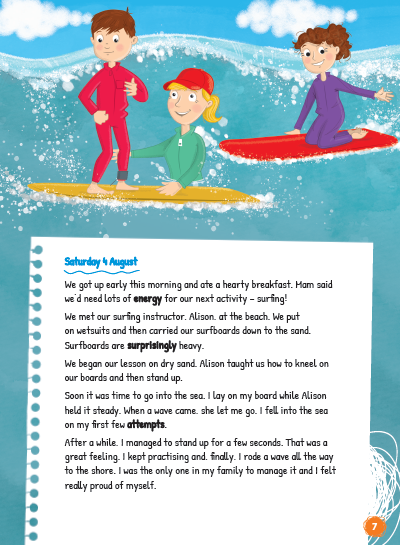 Saturday 4 August
We got up early this morning and ate a hearty breakfast. Mam said
we'd need lots of energy for our next activity – surfing!
We met our surfing instructor. Alison. at the beach. We put
on wetsuits and then carried our surfboards down to the sand.
Surfboards are surprisingly heavy.
We began our lesson on dry sand. Alison taught us how to kneel on
our boards and then stand up.
Soon it was time to go into the sea. I lay on my board while Alison
held it steady. When a wave came. she let me go. I fell into the sea
on my first few attempts.
After a while. I managed to stand up for a few seconds. That was a
great feeling. I kept practising and. finally. I rode a wave all the way
to the shore. I was the only one in my family to manage it and I felt
really proud of myself.
7